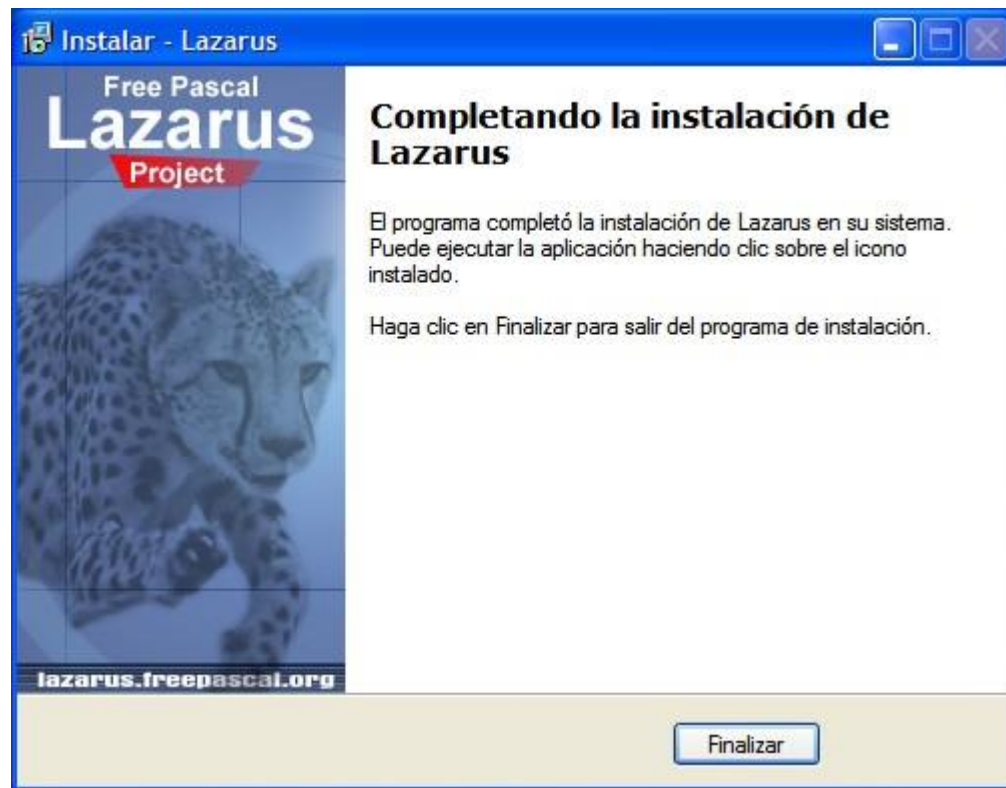 Instalar - Lazarus
Free Pascal
Lazarus
Project
Completando la instalación de
Lazarus
El programa completó la instalación de Lazarus en su sistema.
Puede ejecutar la aplicación haciendo clic sobre el icono
instalado.
Haga clic en Finalizar para salir del programa de instalación.
lazarus.freepascal.org
Finalizar